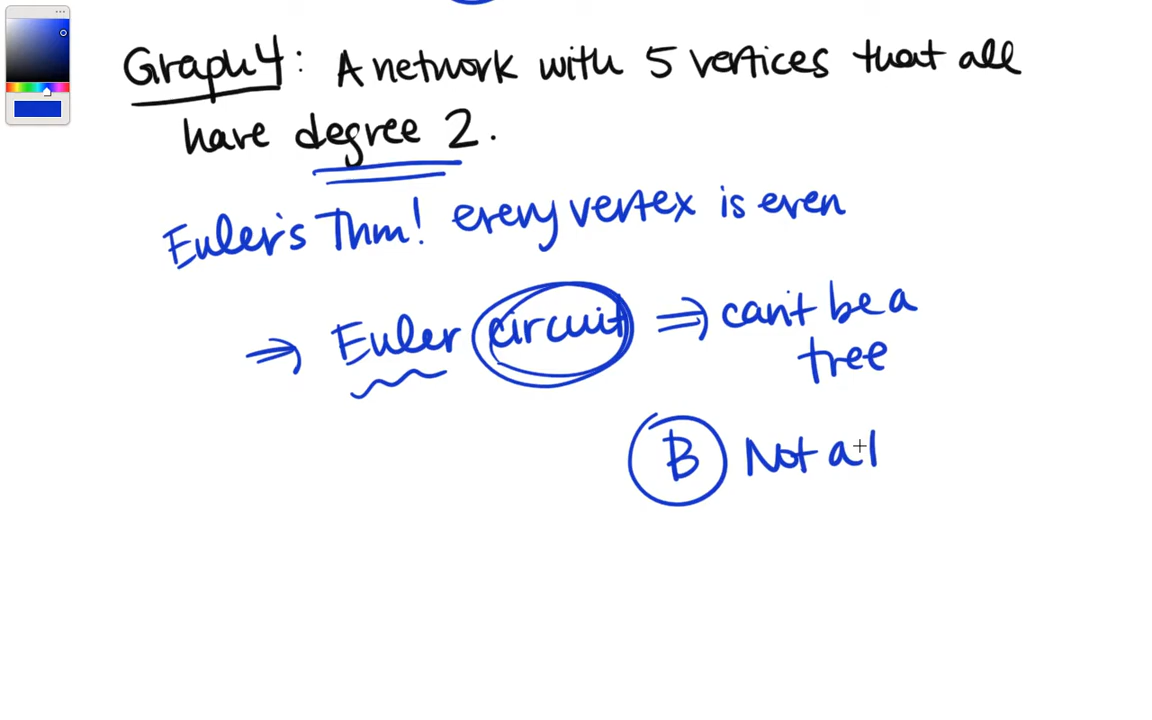 Graph 4: A network with 5 vertices that all
have degree 2.
Euler's Thm! every vertex is even
⇒ Euler circuit ⇒ can't be a
tree
B Not a